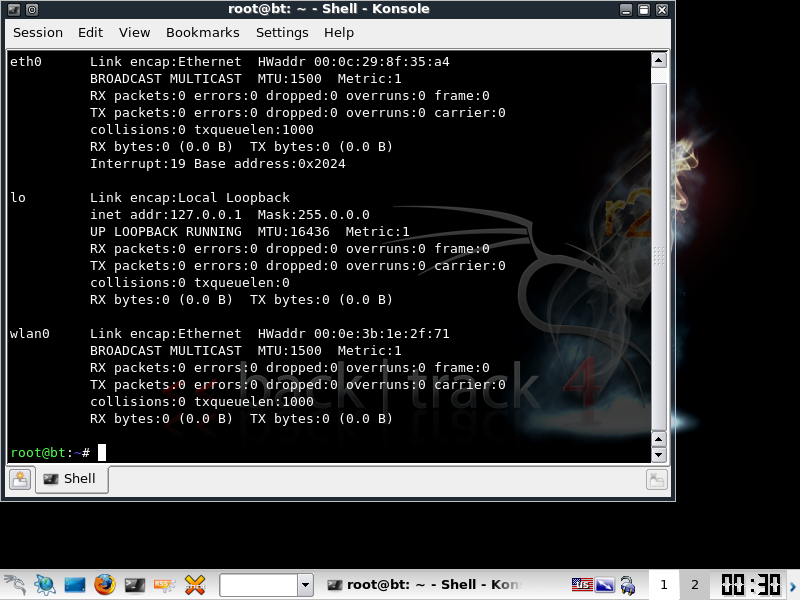 root@bt: ~ - Shell - Konsole
Session Edit View Bookmarks Settings Help
eth0      Link encap:Ethernet  HWaddr 00:0c:29:8f:35:a4
          BROADCAST MULTICAST  MTU:1500  Metric:1
          RX packets:0 errors:0 dropped:0 overruns:0 frame:0
          TX packets:0 errors:0 dropped:0 overruns:0 carrier:0
          collisions:0 txqueuelen:1000
          RX bytes:0 (0.0 B)  TX bytes:0 (0.0 B)
          Interrupt:19 Base address:0x2024
lo        Link encap:Local Loopback
          inet addr:127.0.0.1  Mask:255.0.0.0
          UP LOOPBACK RUNNING  MTU:16436  Metric:1
          RX packets:0 errors:0 dropped:0 overruns:0 frame:0
          TX packets:0 errors:0 dropped:0 overruns:0 carrier:0
          collisions:0 txqueuelen:0
          RX bytes:0 (0.0 B)  TX bytes:0 (0.0 B)
wlan0     Link encap:Ethernet  HWaddr 00:0e:3b:1e:2f:71
          BROADCAST MULTICAST  MTU:1500  Metric:1
          RX packets:0 errors:0 dropped:0 overruns:0 frame:0
          TX packets:0 errors:0 dropped:0 overruns:0 carrier:0
          collisions:0 txqueuelen:1000
          RX bytes:0 (0.0 B)  TX bytes:0 (0.0 B)
<< back | track 4
root@bt:~#
Shell
root@bt: ~ - Shell - Kon
us
1 2 00:30